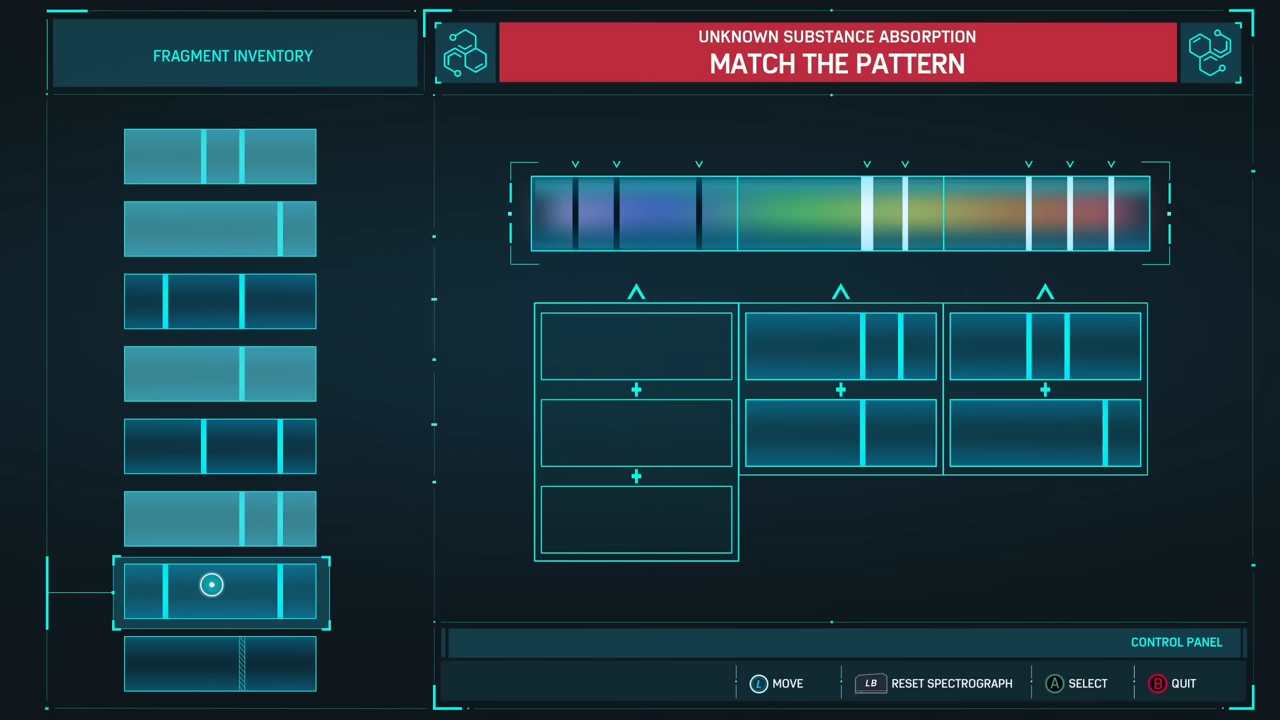 FRAGMENT INVENTORY
UNKNOWN SUBSTANCE ABSORPTION
MATCH THE PATTERN
CONTROL PANEL
L MOVE
LB RESET SPECTROGRAPH
A SELECT
B QUIT